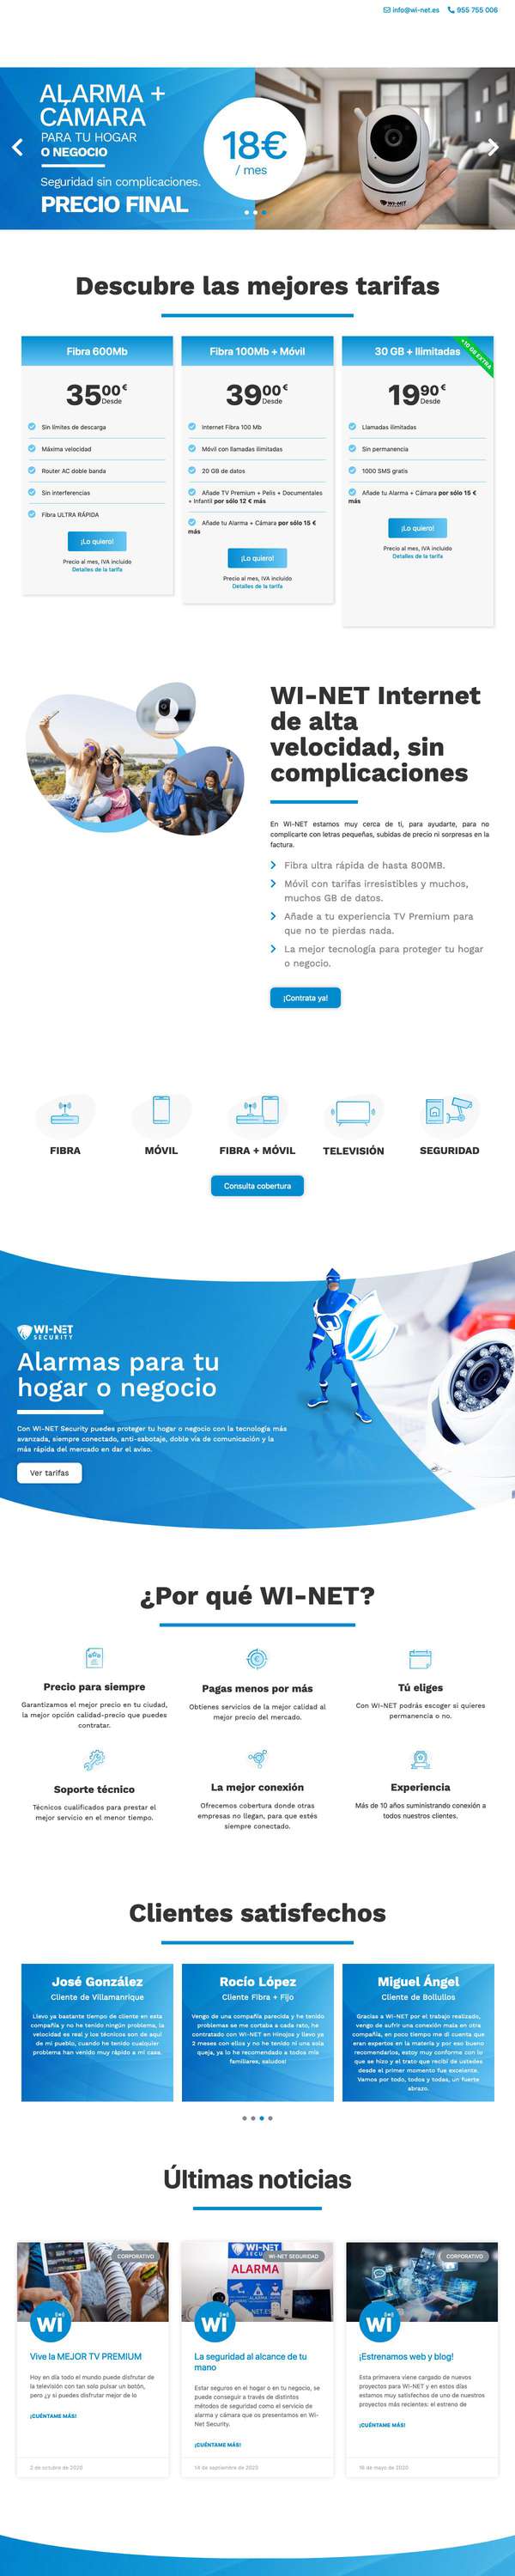 info@wi-net.es 955 755 006
ALARMA +
CÁMARA
PARA TU HOGAR
O NEGOCIO
Seguridad sin complicaciones.
PRECIO FINAL
18€
/ mes
WI-NET
Descubre las mejores tarifas
Fibra 600Mb
35,00€
Desde
Sin límites de descarga
Máxima velocidad
Router AC doble banda
Sin interferencias
Fibra ULTRA RÁPIDA
¡Lo quiero!
Precio al mes, IVA incluido
Detalles de la tarifa
Fibra 100Mb + Móvil
39,00€
Desde
Internet Fibra 100 Mb
Móvil con llamadas ilimitadas
20 GB de datos
Añade TV Premium + Pelis + Documentales
+ Infantil por sólo 12 € más
Añade tu Alarma + Cámara por sólo 15 €
más
¡Lo quiero!
Precio al mes, IVA incluido
Detalles de la tarifa
30 GB + Ilimitadas
+10 GB EXTRA
19,90€
Desde
Llamadas ilimitadas
Sin permanencia
1000 SMS gratis
Añade tu Alarma + Cámara por sólo 15 €
más
¡Lo quiero!
Precio al mes, IVA incluido
Detalles de la tarifa
WI-NET Internet
de alta
velocidad, sin
complicaciones
En WI-NET estamos muy cerca de ti, para ayudarte, para no
complicarte con letras pequeñas, subidas de precio ni sorpresas en la
factura.
Fibra ultra rápida de hasta 800MB.
Móvil con tarifas irresistibles y muchos,
muchos GB de datos.
Añade a tu experiencia TV Premium para
que no te pierdas nada.
La mejor tecnología para proteger tu hogar
o negocio.
¡Contrata ya!
FIBRA
MÓVIL
FIBRA + MÓVIL
TELEVISIÓN
SEGURIDAD
Consulta cobertura
WI-NET
SECURITY
Alarmas para tu
hogar o negocio
Con WI-NET Security puedes proteger tu hogar o negocio con la tecnología más
avanzada, siempre conectado, anti-sabotaje, doble vía de comunicación y la
más rápida del mercado en dar el aviso.
Ver tarifas
¿Por qué WI-NET?
Precio para siempre
Garantizamos el mejor precio en tu ciudad,
la mejor opción calidad-precio que puedes
contratar.
Pagas menos por más
Obtienes servicios de la mejor calidad al
mejor precio del mercado.
Tú eliges
Con WI-NET podrás escoger si quieres
permanencia o no.
Soporte técnico
Técnicos cualificados para prestar el
mejor servicio en el menor tiempo.
La mejor conexión
Ofrecemos cobertura donde otras
empresas no llegan, para que estés
siempre conectado.
Experiencia
Más de 10 años suministrando conexión a
todos nuestros clientes.
Clientes satisfechos
José González
Cliente de Villamanrique
Llevo ya bastante tiempo de cliente en esta
compañía y no he tenido ningún problema, la
velocidad es real y los técnicos son de aquí
de mi pueblo, cuando he tenido cualquier
problema han venido muy rápido a mi casa.
Rocío López
Cliente Fibra + Fijo
Vengo de una compañía parecida y he tenido
problemas se me cortaba a cada rato, he
contratado con WI-NET en Hinojos y llevo ya
2 meses con ellos y no he tenido ni una sola
queja, ya lo he recomendado a todos mis
familiares, saludos!
Miguel Ángel
Cliente de Bollullos
Gracias a WI-NET por el trabajo realizado,
vengo de sufrir una conexión mala en otra
compañía, en poco tiempo me di cuenta que
eran expertos en la materia y por eso bueno
recomendarlos, estoy muy conforme con lo
que se hizo y el trato que recibí de ustedes
desde el primer momento fue excelente.
Vamos por todo, todos y todas, un fuerte
abrazo.
Últimas noticias
CORPORATIVO
Wi
Vive la MEJOR TV PREMIUM
Hoy en día todo el mundo puede disfrutar de
la televisión con tan solo pulsar un botón,
pero ¿y si puedes disfrutar mejor de lo
¡CUÉNTAME MÁS!
2 de octubre de 2020
WI-NET SEGURIDAD
WI-NET
ALARMA
Wi
La seguridad al alcance de tu
mano
Estar seguros en el hogar o en tu negocio, se
puede conseguir a través de distintos
métodos de seguridad como el servicio de
alarma y cámara que os presentamos en Wi-
Net Security.
¡CUÉNTAME MÁS!
14 de septiembre de 2020
CORPORATIVO
Wi
¡Estrenamos web y blog!
Esta primavera viene cargado de nuevos
proyectos para WI-NET y en estos días
estamos muy satisfechos de uno de nuestros
proyectos más recientes: el estreno de
¡CUÉNTAME MÁS!
16 de mayo de 2020